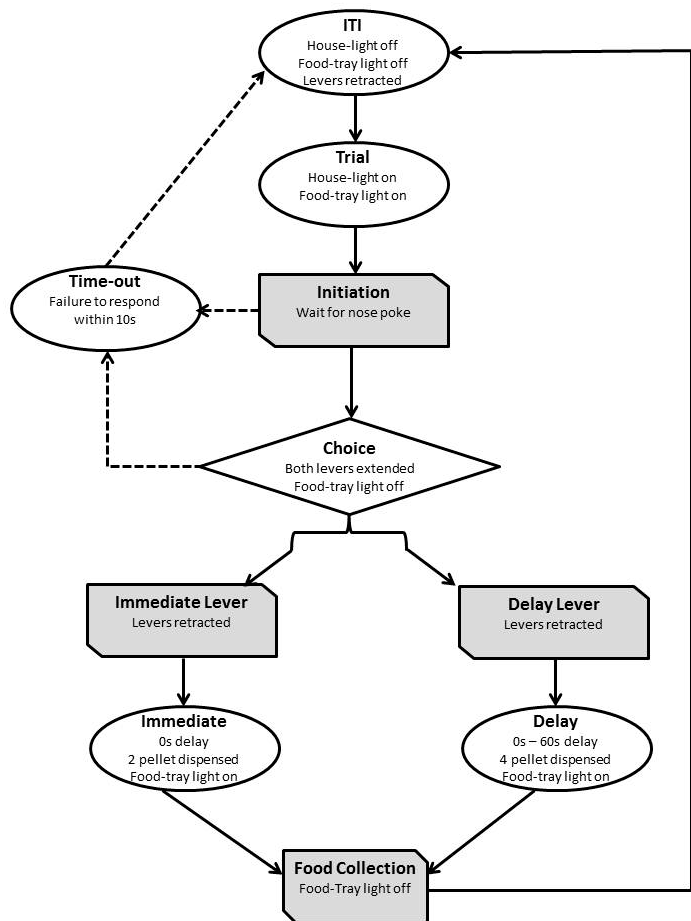 ITI
House-light off
Food-tray light off
Levers retracted
Trial
House-light on
Food-tray light on
Time-out
Failure to respond
within 10s
Initiation
Wait for nose poke
Choice
Both levers extended
Food-tray light off
Immediate Lever
Levers retracted
Delay Lever
Levers retracted
Immediate
0s delay
2 pellet dispensed
Food-tray light on
Delay
0s – 60s delay
4 pellet dispensed
Food-tray light on
Food Collection
Food-Tray light off